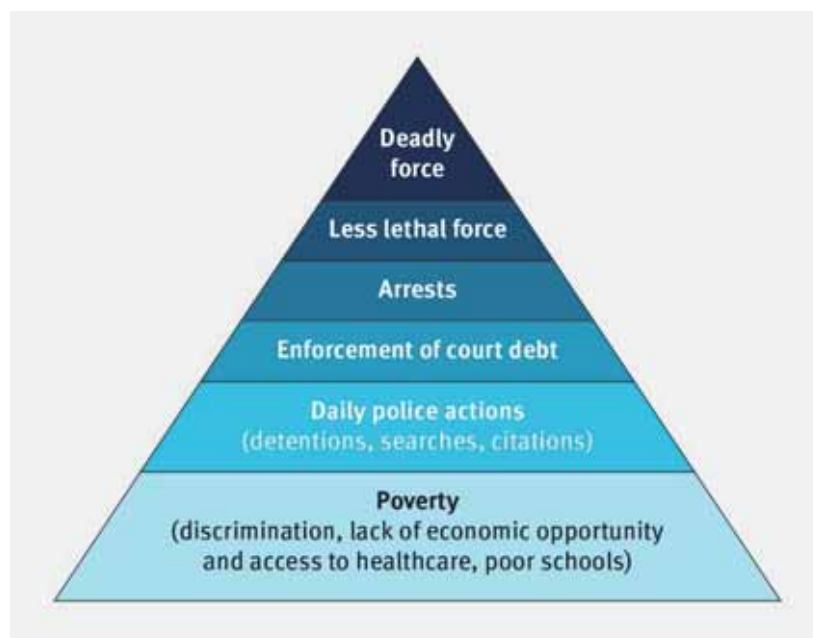 Deadly
force
Less lethal force
Arrests
Enforcement of court debt
Daily police actions
(detentions, searches, citations)
Poverty
(discrimination, lack of economic opportunity
and access to healthcare, poor schools)